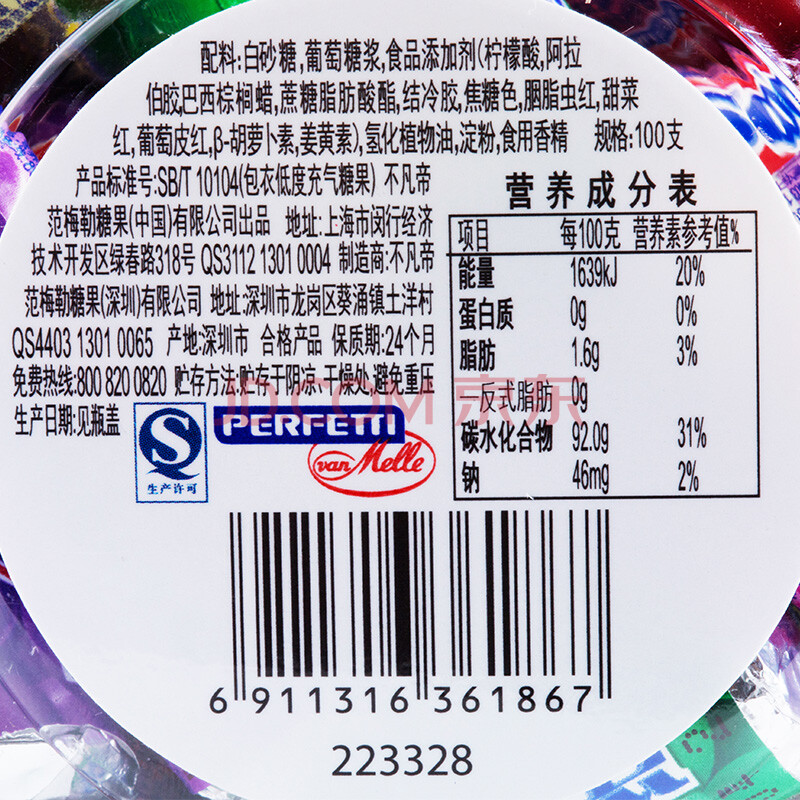 配料:白砂糖,葡萄糖浆,食品添加剂(柠檬酸,阿拉
伯胶,巴西棕榈蜡,蔗糖脂肪酸酯,结冷胶,焦糖色,胭脂虫红,甜菜
红,葡萄皮红,β-胡萝卜素,姜黄素),氢化植物油,淀粉,食用香精 规格:100支
产品标准号:SB/T 10104(包衣低度充气糖果) 不凡帝
范梅勒糖果(中国)有限公司出品 地址:上海市闵行经济
技术开发区绿春路318号 QS3112 1301 0004 制造商:不凡帝
范梅勒糖果(深圳)有限公司 地址:深圳市龙岗区葵涌镇土洋村
QS4403 1301 0065 产地:深圳市 合格产品 保质期:24个月
免费热线:800 820 0820 贮存方法:贮存于阴凉、干燥处,避免重压
生产日期:见瓶盖
营养成分表
项目 每100克 营养素参考值%
能量 1639kJ 20%
蛋白质 0g 0%
脂肪 1.6g 3%
—反式脂肪 0g
碳水化合物 92.0g 31%
钠 46mg 2%
JD.COM 京东
S
生产许可
PERFETTI
van Melle
6 911316 361867
223328